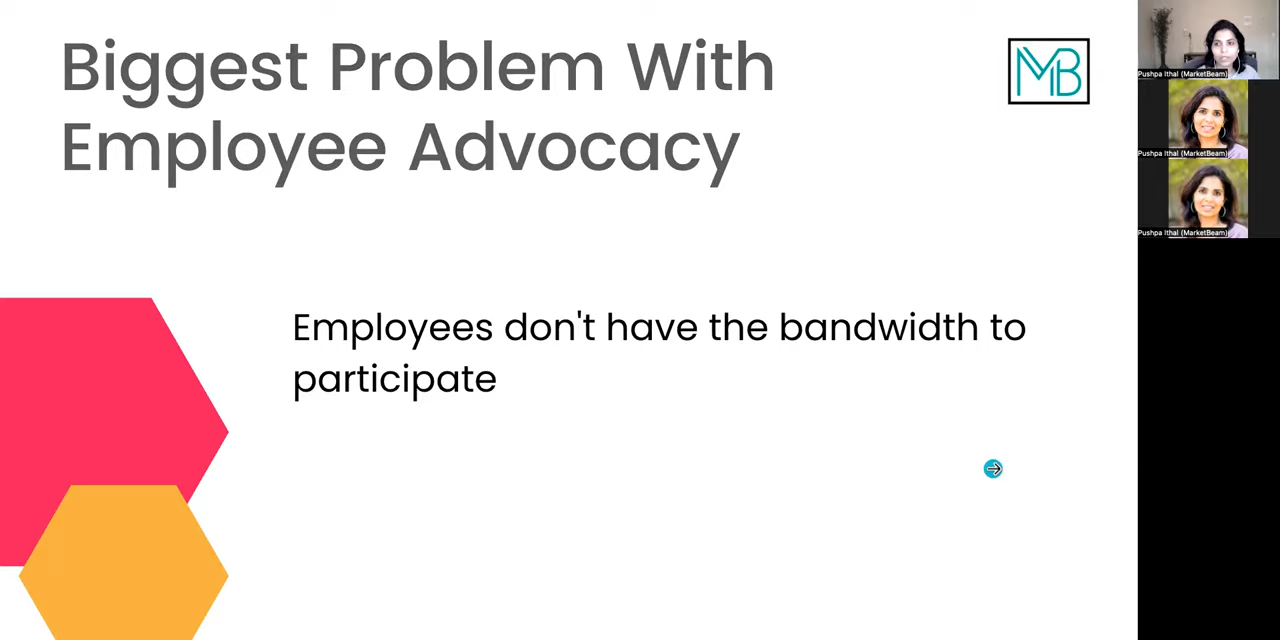 Biggest Problem With
Employee Advocacy
MB
Employees don't have the bandwidth to
participate
Pushpa Ithal (MarketBeam)
Pushpa Ithal (MarketBeam)
Pushpa Ithal (MarketBeam)